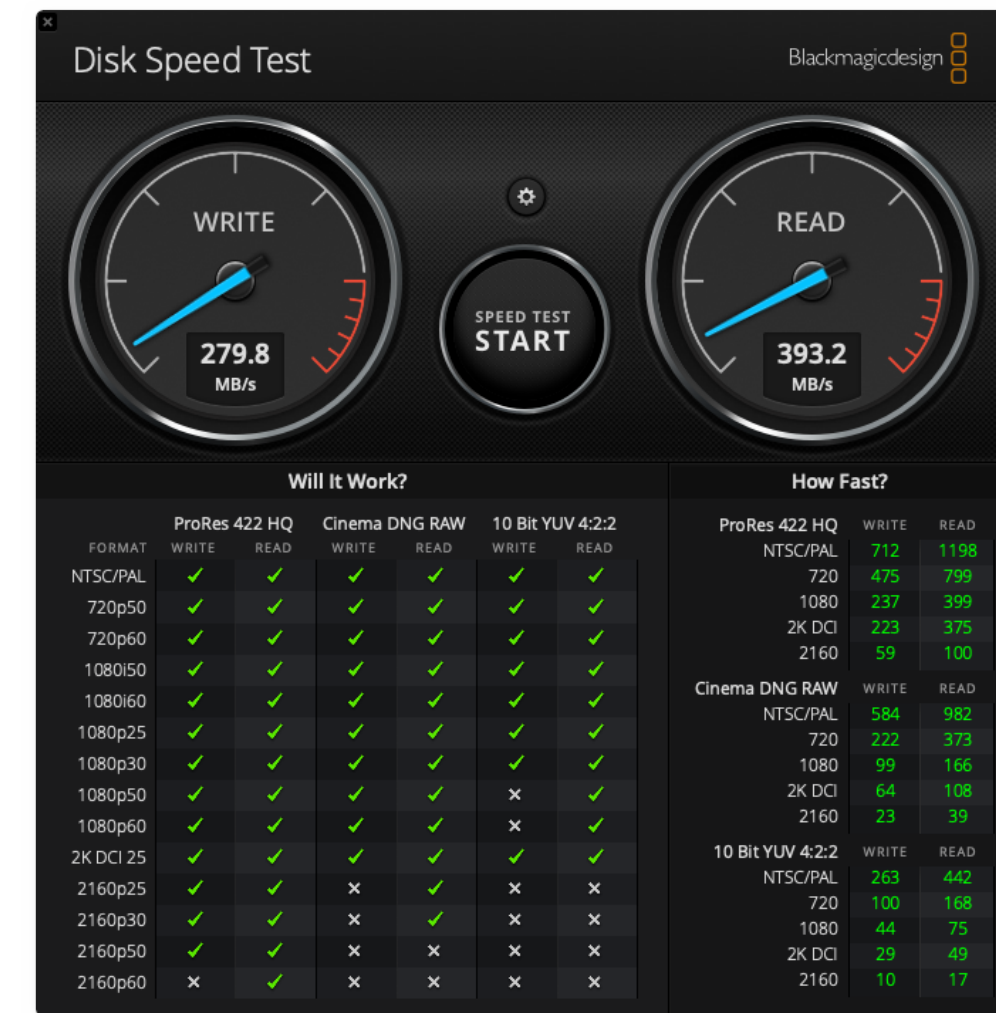 Disk Speed Test
Blackmagicdesign
WRITE
279.8
MB/s
SPEED TEST
START
READ
393.2
MB/s
Will It Work?
ProRes 422 HQ Cinema DNG RAW 10 Bit YUV 4:2:2
FORMAT WRITE READ WRITE READ WRITE READ
NTSC/PAL ✓ ✓ ✓ ✓ ✓ ✓
720p50 ✓ ✓ ✓ ✓ ✓ ✓
720p60 ✓ ✓ ✓ ✓ ✓ ✓
1080i50 ✓ ✓ ✓ ✓ ✓ ✓
1080i60 ✓ ✓ ✓ ✓ ✓ ✓
1080p25 ✓ ✓ ✓ ✓ ✓ ✓
1080p30 ✓ ✓ ✓ ✓ ✓ ✓
1080p50 ✓ ✓ ✓ ✓ × ✓
1080p60 ✓ ✓ ✓ ✓ × ✓
2K DCI 25 ✓ ✓ ✓ ✓ ✓ ✓
2160p25 ✓ ✓ × ✓ × ×
2160p30 ✓ ✓ × ✓ × ×
2160p50 ✓ ✓ × × × ×
2160p60 × ✓ × × × ×
How Fast?
ProRes 422 HQ WRITE READ
NTSC/PAL 712 1198
720 475 799
1080 237 399
2K DCI 223 375
2160 59 100
Cinema DNG RAW WRITE READ
NTSC/PAL 584 982
720 222 373
1080 99 166
2K DCI 64 108
2160 23 39
10 Bit YUV 4:2:2 WRITE READ
NTSC/PAL 263 442
720 100 168
1080 44 75
2K DCI 29 49
2160 10 17